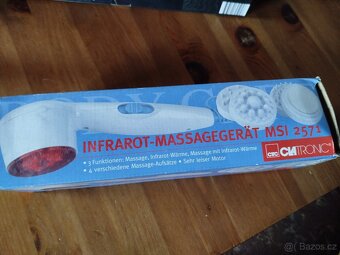 INFRAROT-MASSAGEGERÄT MSI 2571
• 3 Funktionen: Massage, Infrarot-Wärme, Massage mit Infrarot-Wärme
• 4 verschiedene Massage-Aufsätze • Sehr leiser Motor
CTC CLATRONIC®
Bazos.cz